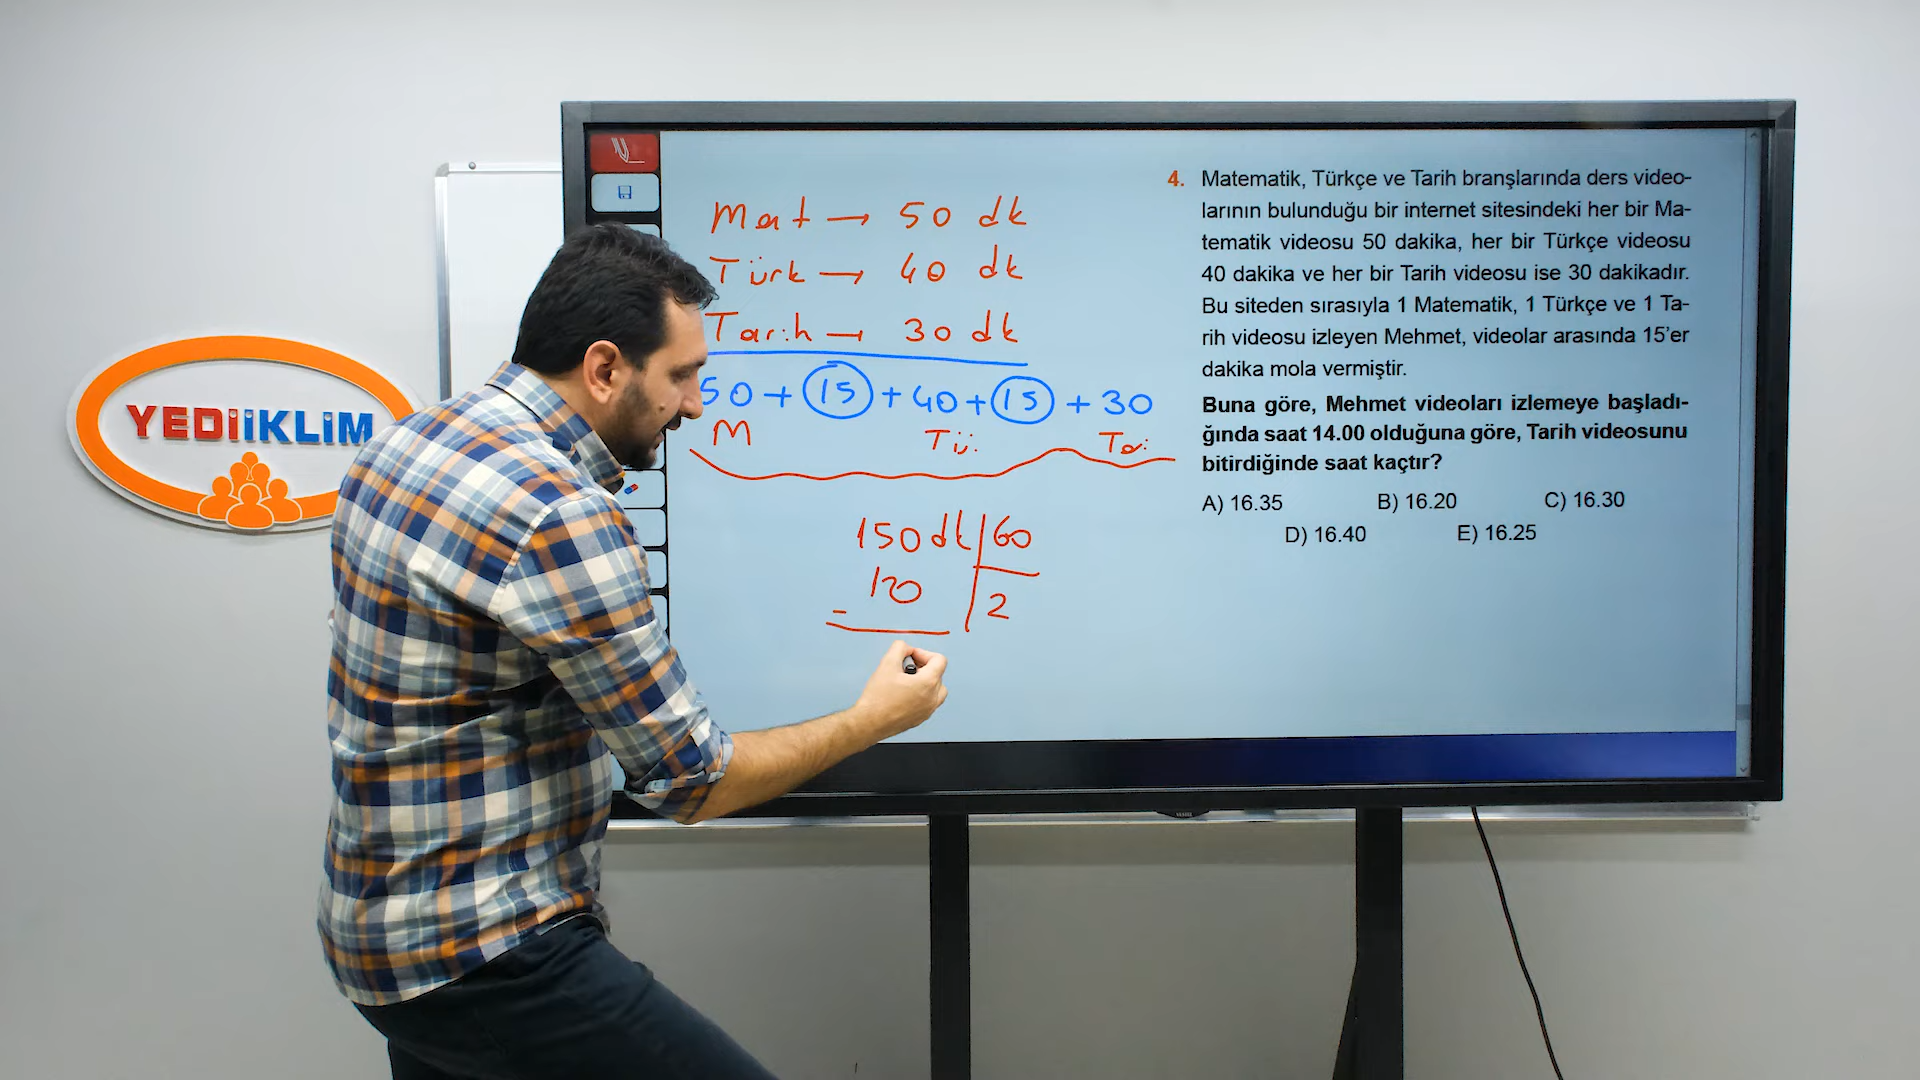 YEDiiKLiM
Mat → 50 dk
Türk → 40 dk
Tarih → 30 dk
50 + 15 + 40 + 15 + 30
M Tü. Ta:
150 dk 60
120 2
-
4. Matematik, Türkçe ve Tarih branşlarında ders video-
larının bulunduğu bir internet sitesindeki her bir Ma-
tematik videosu 50 dakika, her bir Türkçe videosu
40 dakika ve her bir Tarih videosu ise 30 dakikadır.
Bu siteden sırasıyla 1 Matematik, 1 Türkçe ve 1 Ta-
rih videosu izleyen Mehmet, videolar arasında 15'er
dakika mola vermiştir.
Buna göre, Mehmet videoları izlemeye başladı-
ğında saat 14.00 olduğuna göre, Tarih videosunu
bitirdiğinde saat kaçtır?
A) 16.35 B) 16.20 C) 16.30
D) 16.40 E) 16.25